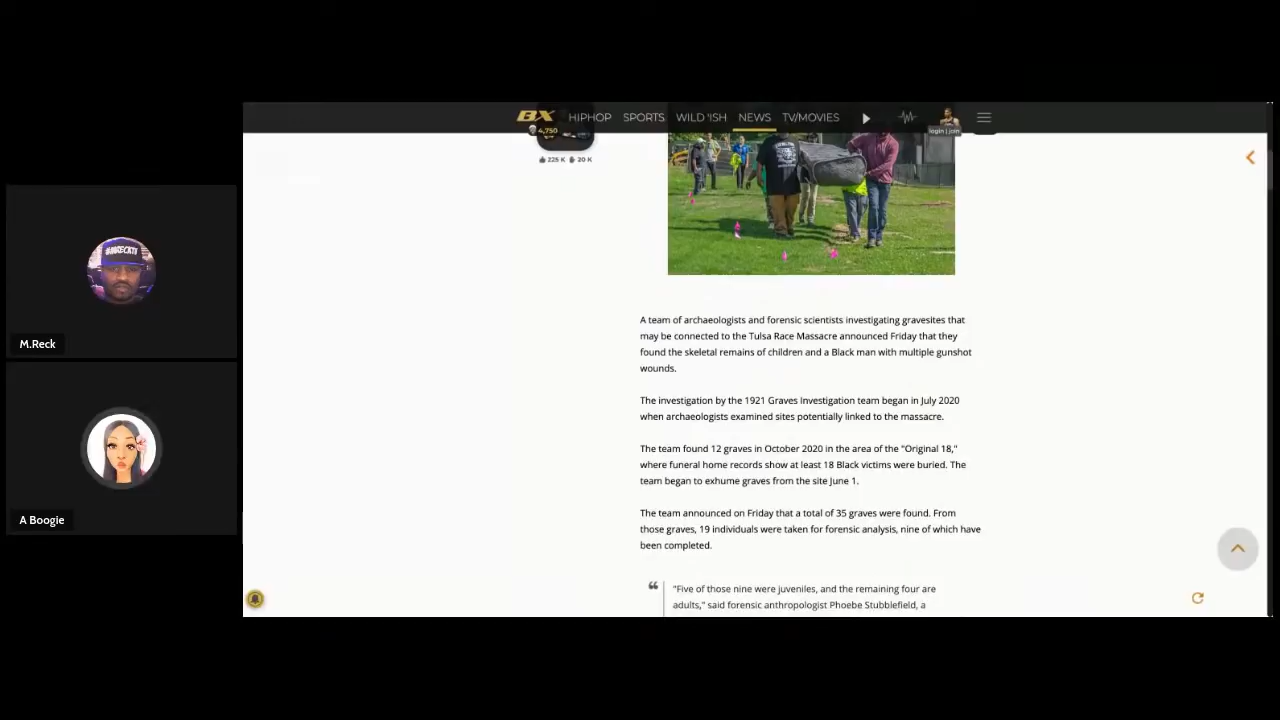 BX
HIPHOP SPORTS WILD 'ISH NEWS TV/MOVIES
4,750
login | join
225 K 20 K
#WRECKIT
M.Reck
A Boogie
A team of archaeologists and forensic scientists investigating gravesites that
may be connected to the Tulsa Race Massacre announced Friday that they
found the skeletal remains of children and a Black man with multiple gunshot
wounds.
The investigation by the 1921 Graves Investigation team began in July 2020
when archaeologists examined sites potentially linked to the massacre.
The team found 12 graves in October 2020 in the area of the "Original 18,"
where funeral home records show at least 18 Black victims were buried. The
team began to exhume graves from the site June 1.
The team announced on Friday that a total of 35 graves were found. From
those graves, 19 individuals were taken for forensic analysis, nine of which have
been completed.
"Five of those nine were juveniles, and the remaining four are
adults," said forensic anthropologist Phoebe Stubblefield, a